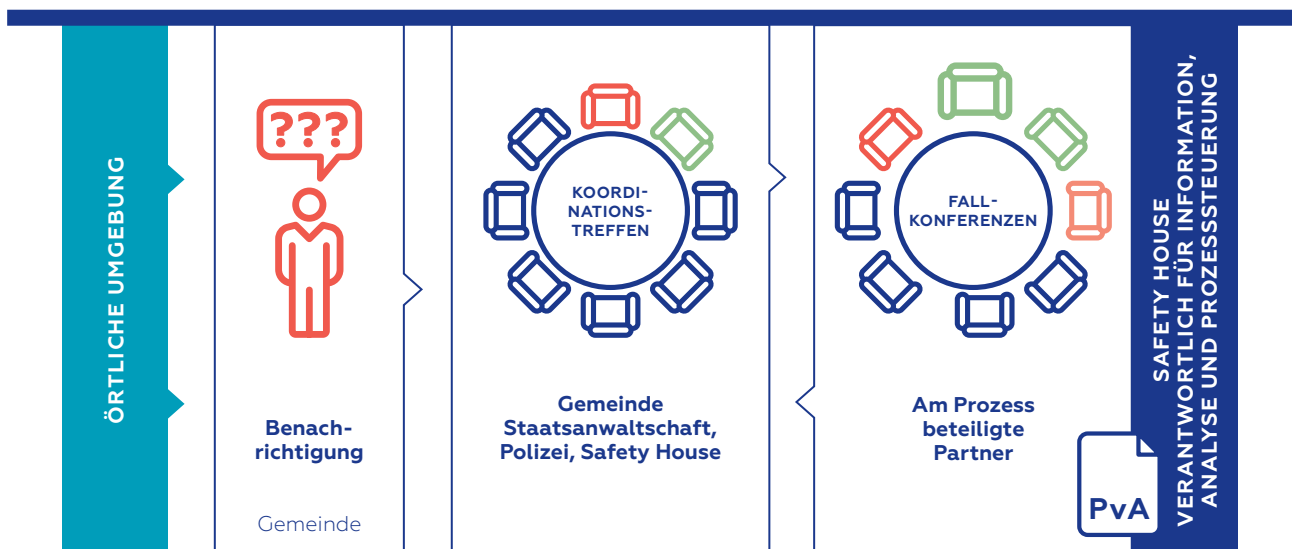 ÖRTLICHE UMGEBUNG
???
Benach-
richtigung
Gemeinde
KOORDI-
NATIONS-
TREFFEN
Gemeinde
Staatsanwaltschaft,
Polizei, Safety House
FALL-
KONFERENZEN
Am Prozess
beteiligte
Partner
PvA
SAFETY HOUSE
VERANTWORTLICH FÜR INFORMATION,
ANALYSE UND PROZESSSTEUERUNG